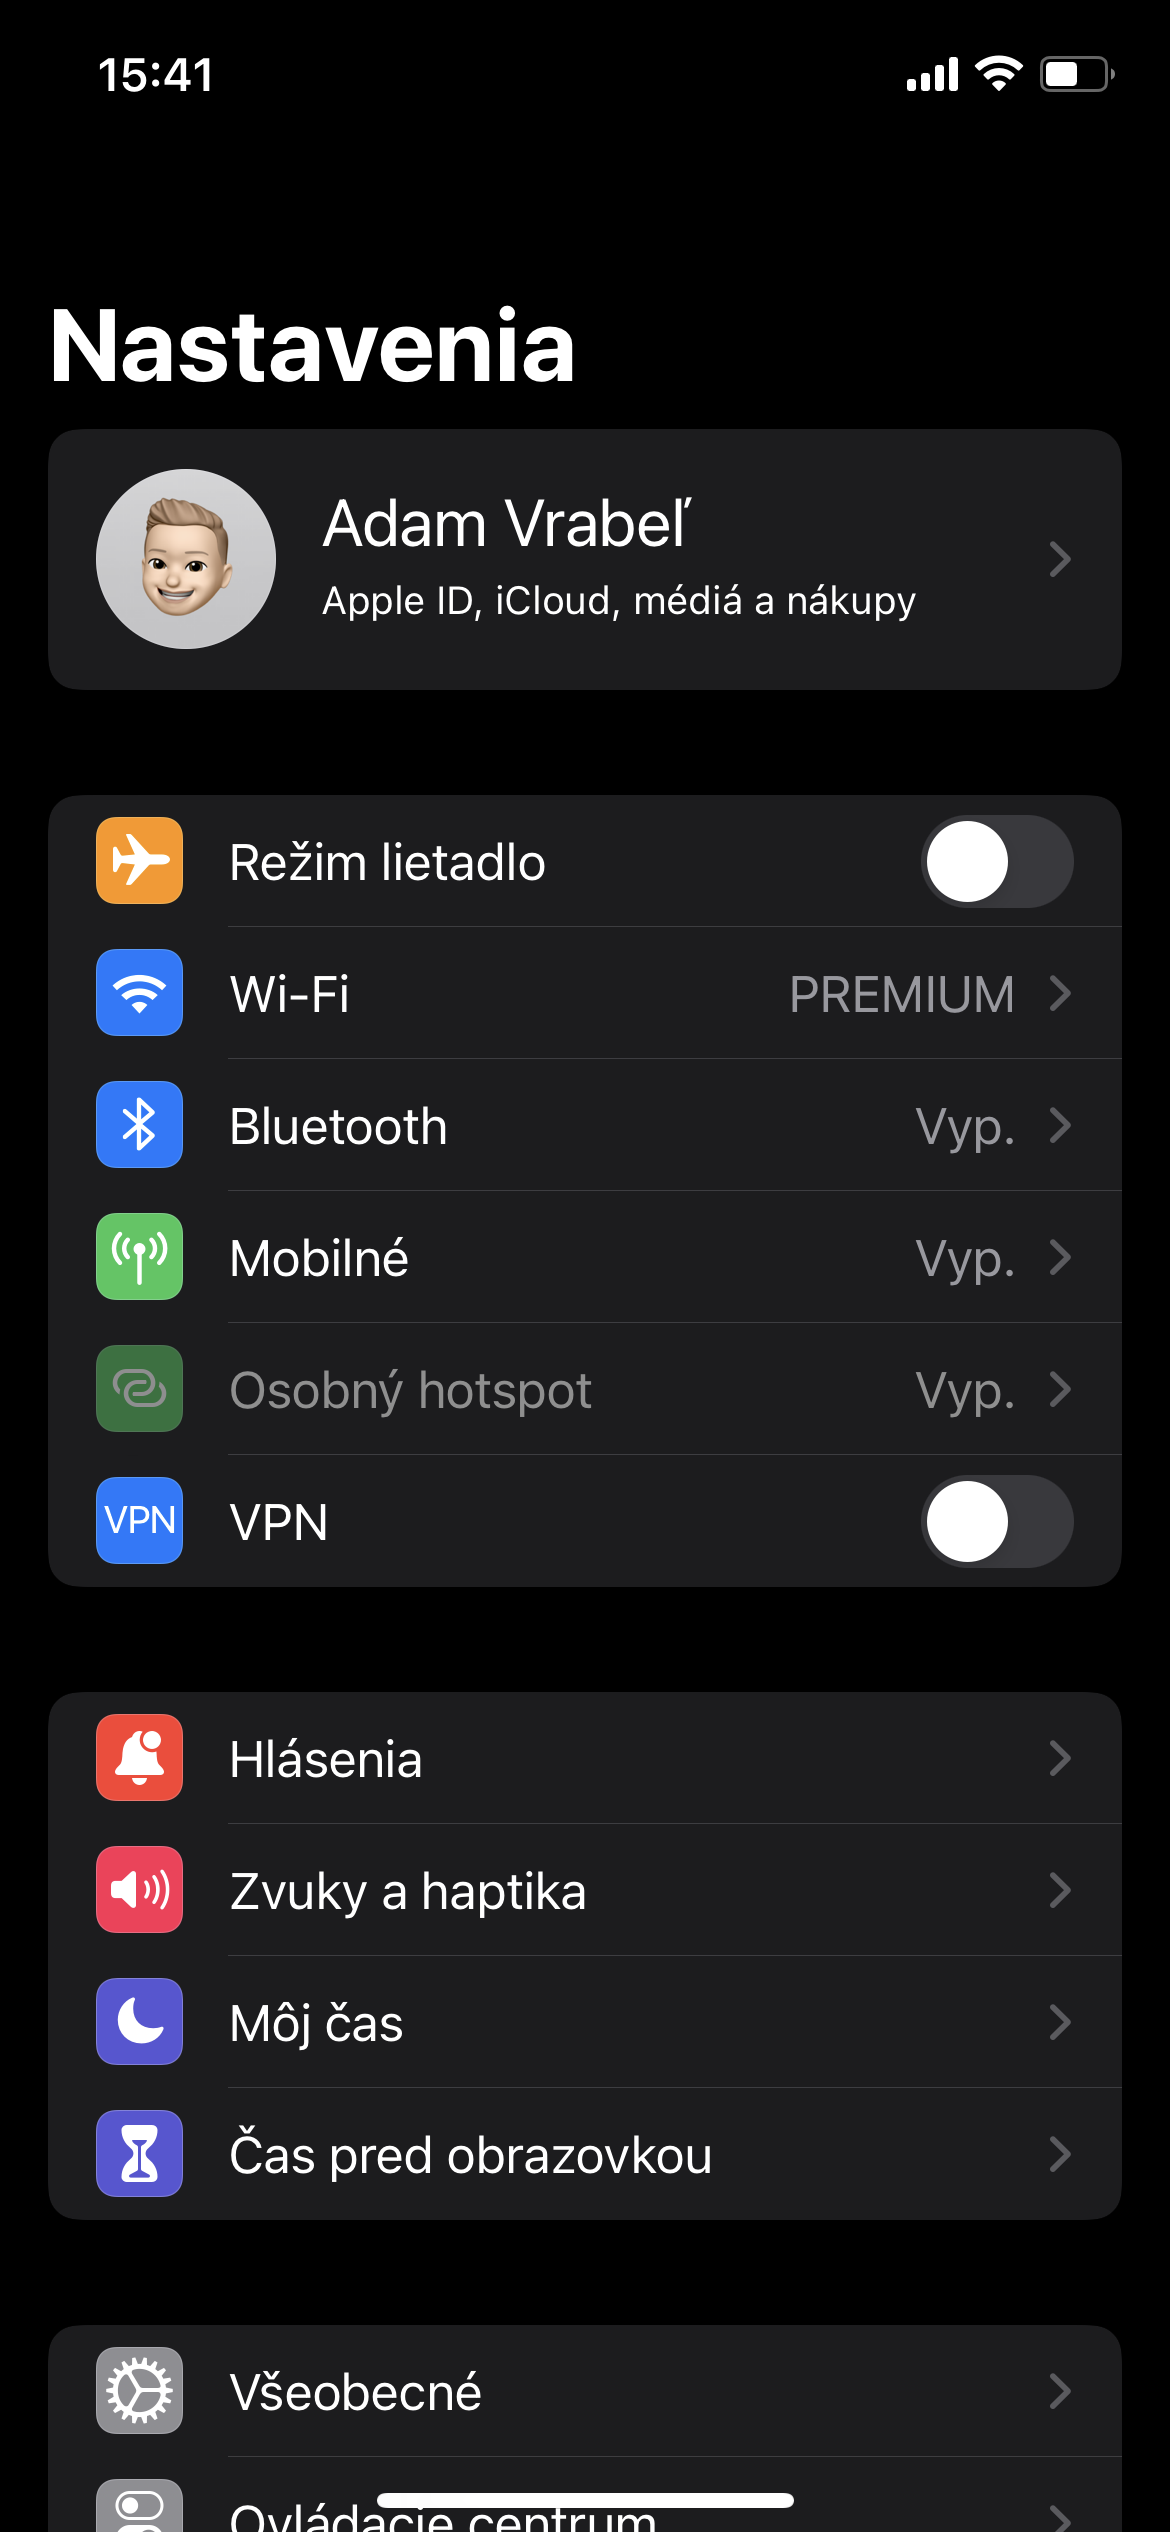 15:41
Nastavenia
Adam Vrabeľ
Apple ID, iCloud, médiá a nákupy
Režim lietadlo
Wi-Fi PREMIUM
Bluetooth Vyp.
Mobilné Vyp.
Osobný hotspot Vyp.
VPN VPN
Hlásenia
Zvuky a haptika
Môj čas
Čas pred obrazovkou
Všeobecné
Ovládacie centrum